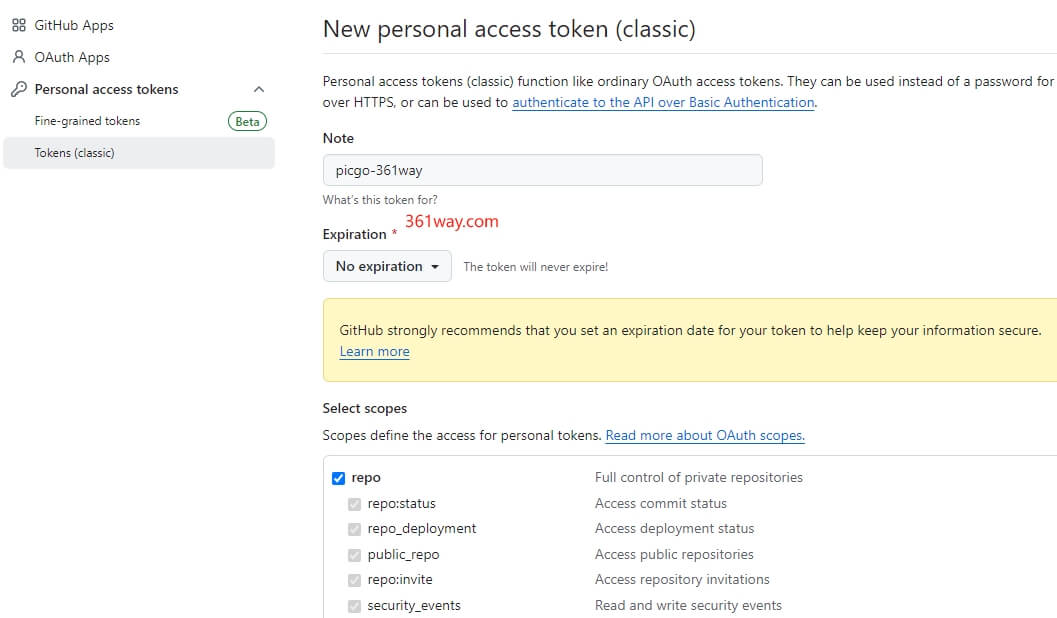 GitHub Apps
OAuth Apps
Personal access tokens
Fine-grained tokens Beta
Tokens (classic)
New personal access token (classic)
Personal access tokens (classic) function like ordinary OAuth access tokens. They can be used instead of a password for
over HTTPS, or can be used to authenticate to the API over Basic Authentication.
Note
picgo-361way
What's this token for?
361way.com
Expiration *
No expiration The token will never expire!
GitHub strongly recommends that you set an expiration date for your token to help keep your information secure.
Learn more
Select scopes
Scopes define the access for personal tokens. Read more about OAuth scopes.
repo Full control of private repositories
repo:status Access commit status
repo_deployment Access deployment status
public_repo Access public repositories
repo:invite Access repository invitations
security_events Read and write security events